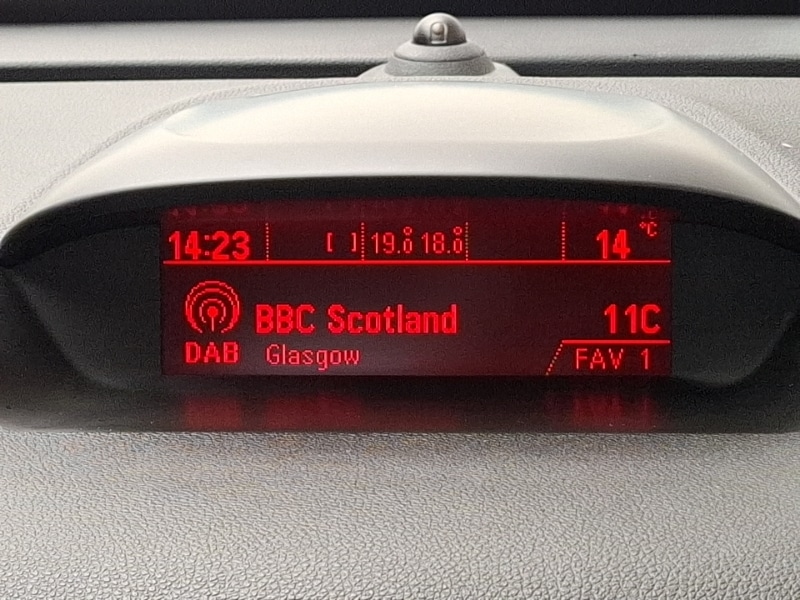 14:23 [ ] 19.0 18.0 14 °C
BBC Scotland 11C
DAB Glasgow FAV 1